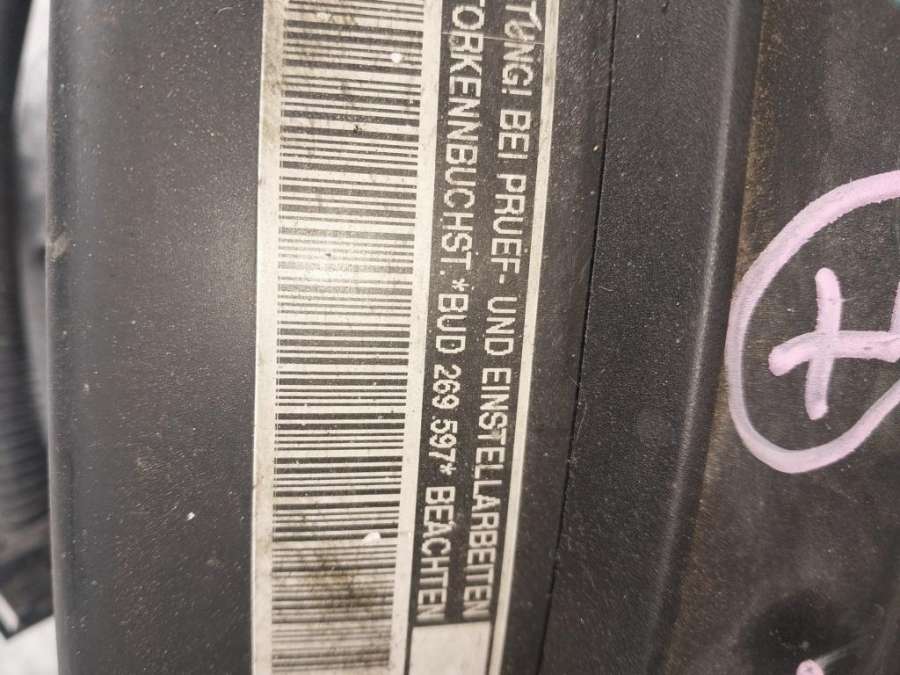 TUNG! BEI PRUEF- UND EINSTELLARBEITEN
TORKENNBUCHST.*BUD 269.597* BEACHTEN